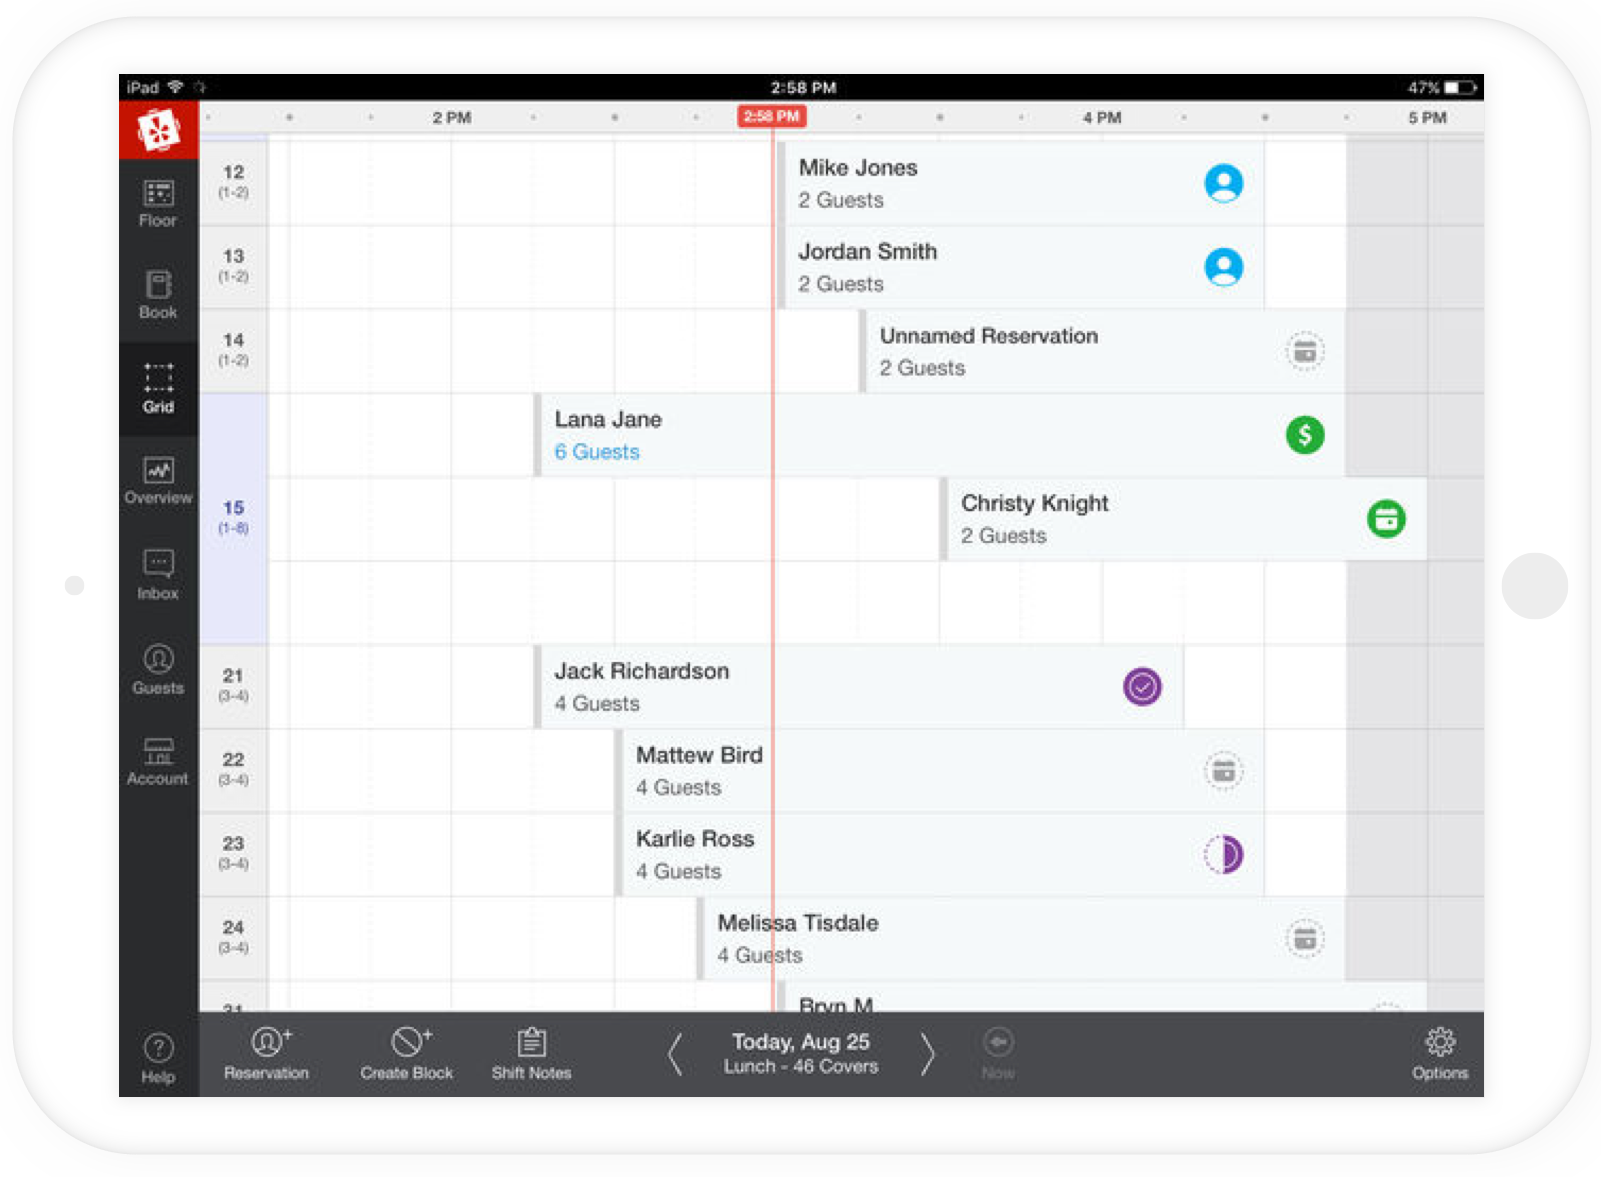 iPad 2:58 PM 47%
2 PM 2:58 PM 4 PM 5 PM
12
(1-2)
Mike Jones
2 Guests
13
(1-2)
Jordan Smith
2 Guests
14
(1-2)
Unnamed Reservation
2 Guests
Lana Jane
6 Guests
15
(1-8)
Christy Knight
2 Guests
21
(3-4)
Jack Richardson
4 Guests
22
(3-4)
Mattew Bird
4 Guests
23
(3-4)
Karlie Ross
4 Guests
24
(3-4)
Melissa Tisdale
4 Guests
31
Bryn M
Floor
Book
Grid
Overview
Inbox
Guests
Account
Help
Reservation
Create Block
Shift Notes
Today, Aug 25
Lunch - 46 Covers
Now
Options